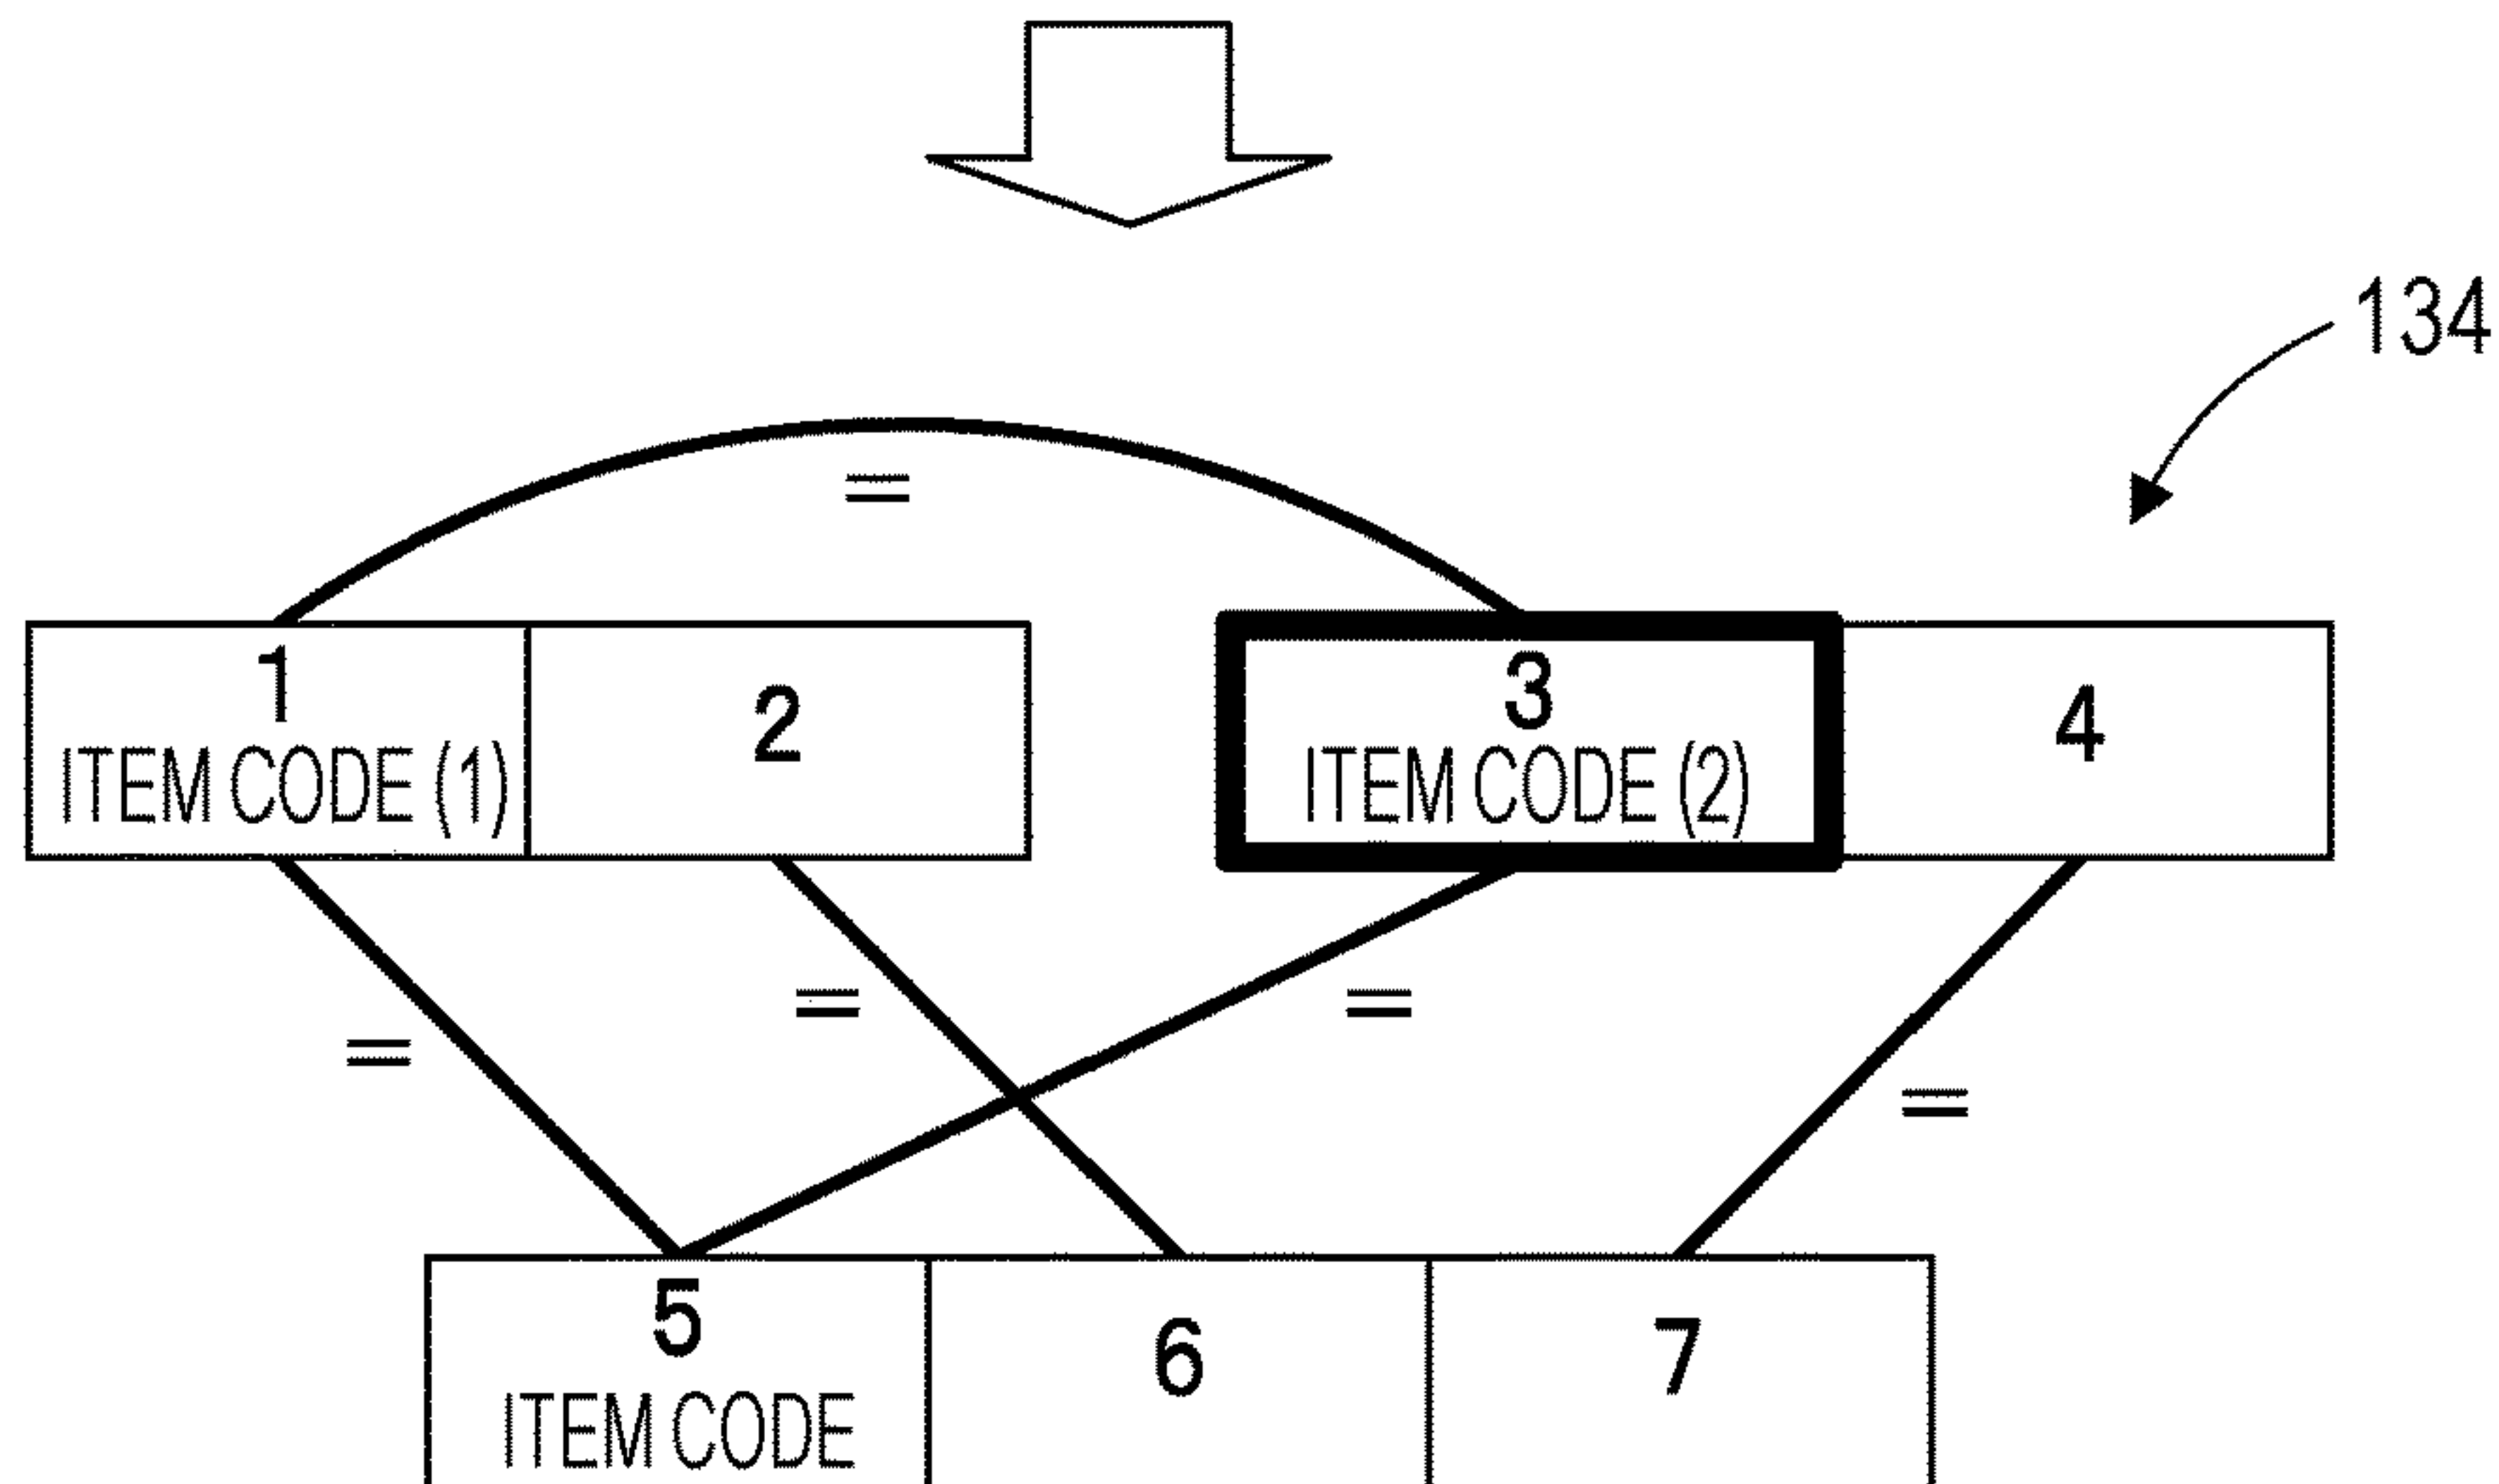 134
=
1 2 3 4
ITEM CODE (1) ITEM CODE (2)
= = = =
5 6 7
ITEM CODE